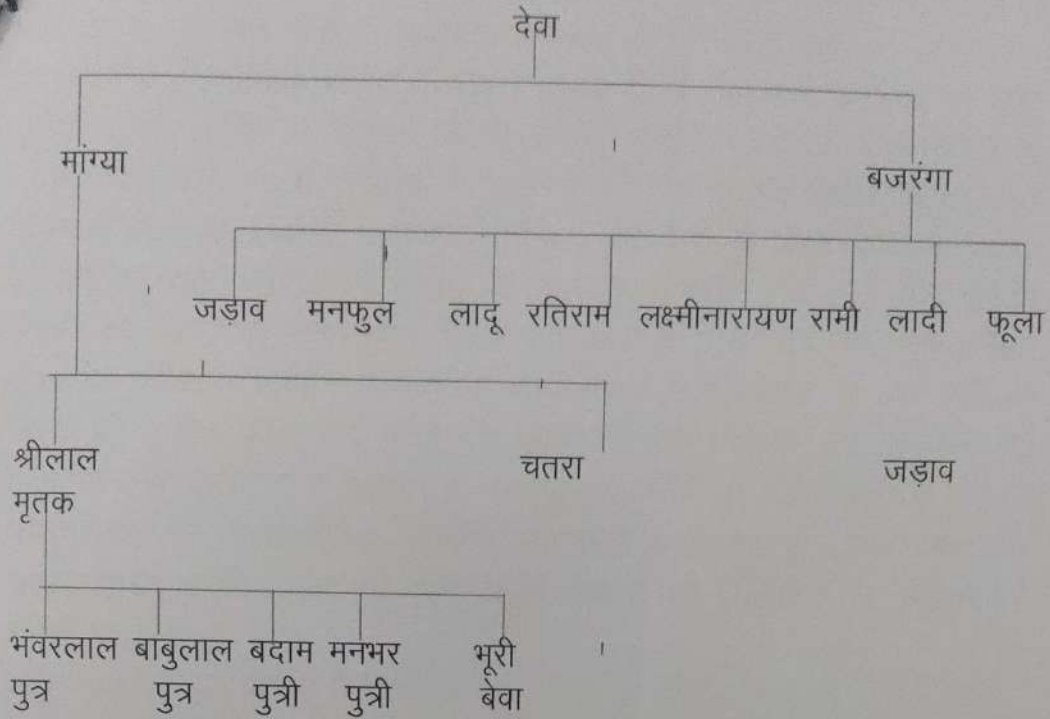 देवा
मांग्या
बजरंगा
जड़ाव मनफुल लादू रतिराम लक्ष्मीनारायण रामी लादी फूला
श्रीलाल चतरा जड़ाव
मृतक
भंवरलाल बाबुलाल बदाम मनभर भूरी
पुत्र पुत्र पुत्री पुत्री बेवा